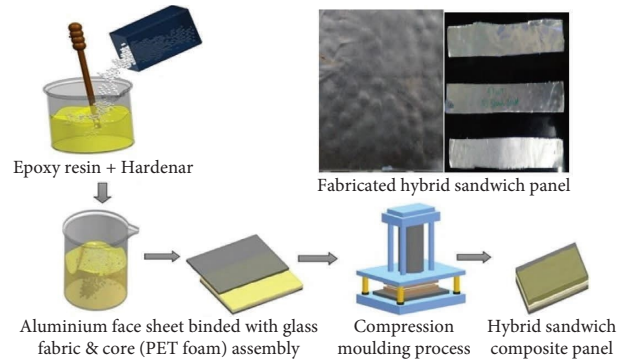 Epoxy resin + Hardenar
Fabricated hybrid sandwich panel
Aluminium face sheet binded with glass
fabric & core (PET foam) assembly
Compression
moulding process
Hybrid sandwich
composite panel